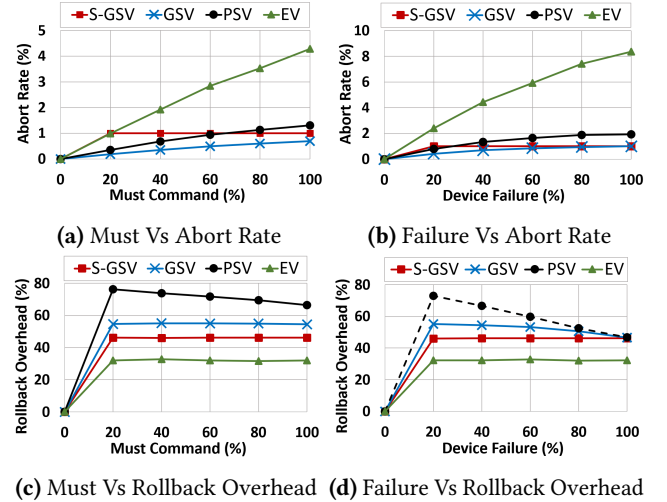 S-GSV GSV PSV EV
Abort Rate (%)
5
4
3
2
1
0
0 20 40 60 80 100
Must Command (%)
(a) Must Vs Abort Rate
S-GSV GSV PSV EV
Abort Rate (%)
10
8
6
4
2
0
0 20 40 60 80 100
Device Failure (%)
(b) Failure Vs Abort Rate
S-GSV GSV PSV EV
Rollback Overhead (%)
80
60
40
20
0
0 20 40 60 80 100
Must Command (%)
(c) Must Vs Rollback Overhead
S-GSV GSV PSV EV
Rollback Overhead (%)
80
60
40
20
0
0 20 40 60 80 100
Device Failure (%)
(d) Failure Vs Rollback Overhead